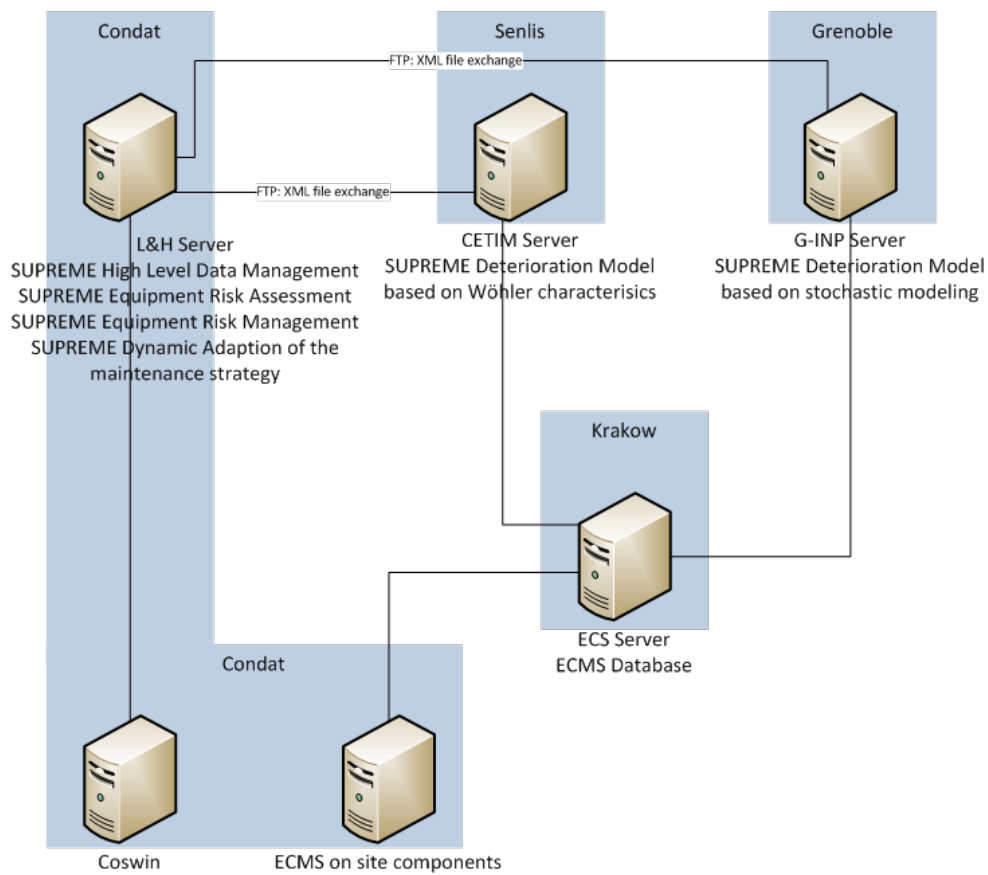 Condat
Senlis
Grenoble
FTP: XML file exchange
FTP: XML file exchange
L&H Server
SUPREME High Level Data Management
SUPREME Equipment Risk Assessment
SUPREME Equipment Risk Management
SUPREME Dynamic Adaption of the
maintenance strategy
CETIM Server
SUPREME Deterioration Model
based on Wöhler characterisics
G-INP Server
SUPREME Deterioration Model
based on stochastic modeling
Krakow
ECS Server
ECMS Database
Condat
Coswin
ECMS on site components